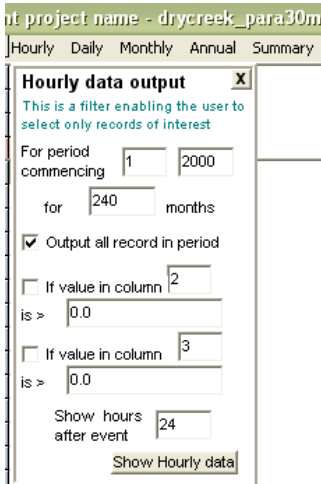 nt project name - drycreek_para30m
Hourly Daily Monthly Annual Summary
Hourly data output X
This is a filter enabling the user to
select only records of interest
For period
commencing 1 2000
for 240 months
Output all record in period
If value in column 2
is > 0.0
If value in column 3
is > 0.0
Show hours
after event 24
Show Hourly data